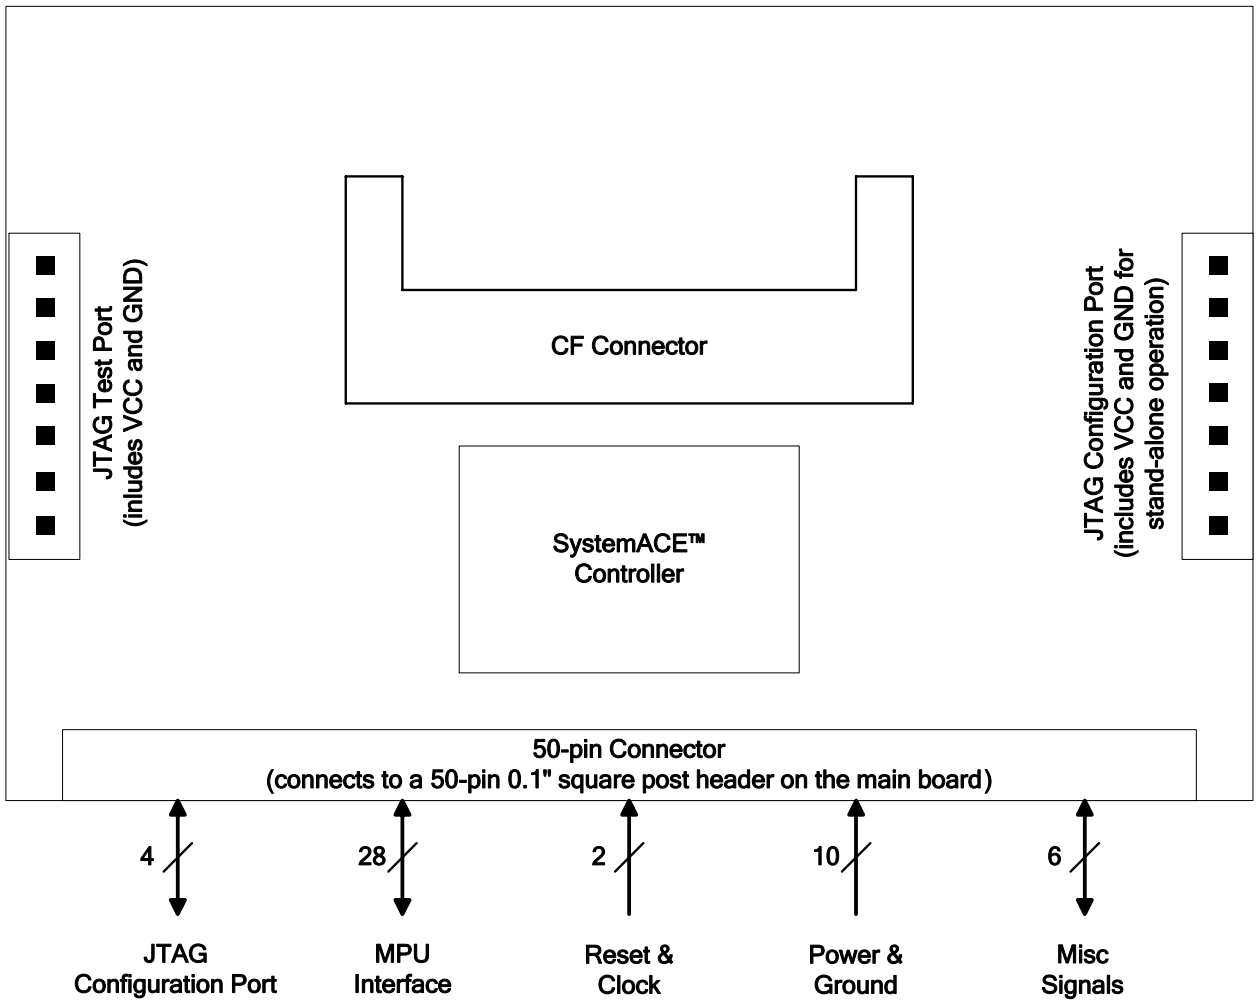 CF Connector
JTAG Test Port
(inludes VCC and GND)
JTAG Configuration Port
(includes VCC and GND for
stand-alone operation)
SystemACE™
Controller
50-pin Connector
(connects to a 50-pin 0.1" square post header on the main board)
4
28
2
10
6
JTAG
Configuration Port
MPU
Interface
Reset &
Clock
Power &
Ground
Misc
Signals